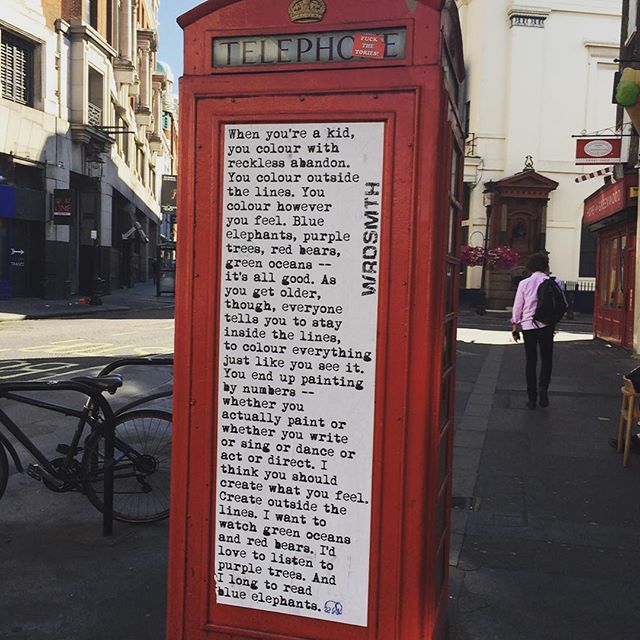 TELEPHONE
FUCK THE
TORIES!
When you're a kid,
you colour with
reckless abandon.
You colour outside
the lines. You
colour however
you feel. Blue
elephants, purple
trees, red bears,
green oceans --
it's all good. As
you get older,
though, everyone
tells you to stay
inside the lines,
to colour everything
just like you see it.
You end up painting
by numbers --
whether you
actually paint or
whether you write
or sing or dance or
act or direct. I
think you should
create what you feel.
Create outside the
lines. I want to
watch green oceans
and red bears. I'd
love to listen to
purple trees. And
I long to read
blue elephants.
WRDSMTH